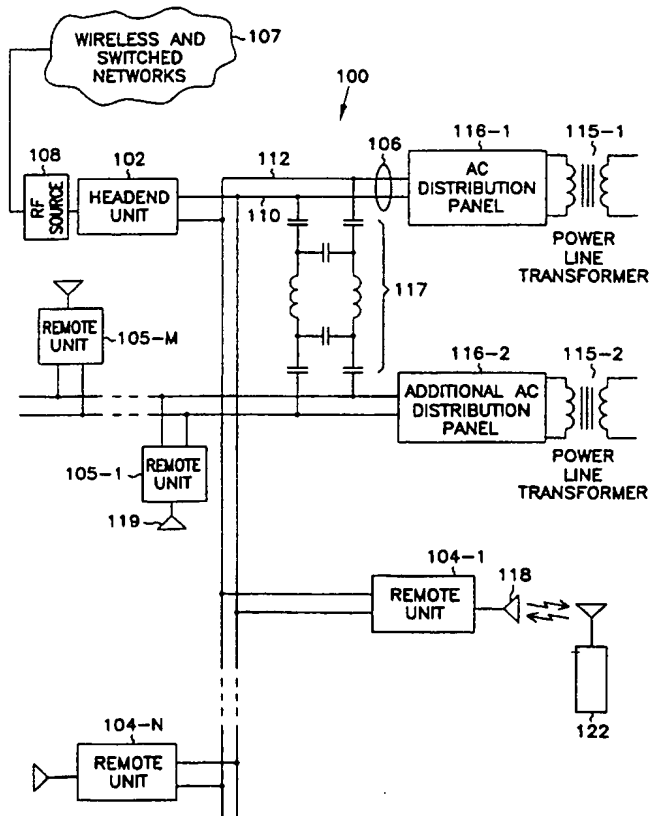 WIRELESS AND
SWITCHED
NETWORKS
107
100
108
RF
SOURCE
102
HEADEND
UNIT
112
110
106
116-1
AC
DISTRIBUTION
PANEL
115-1
POWER
LINE
TRANSFORMER
117
REMOTE
UNIT
105-M
116-2
ADDITIONAL AC
DISTRIBUTION
PANEL
115-2
POWER
LINE
TRANSFORMER
105-1
REMOTE
UNIT
119
104-1
REMOTE
UNIT
118
122
104-N
REMOTE
UNIT